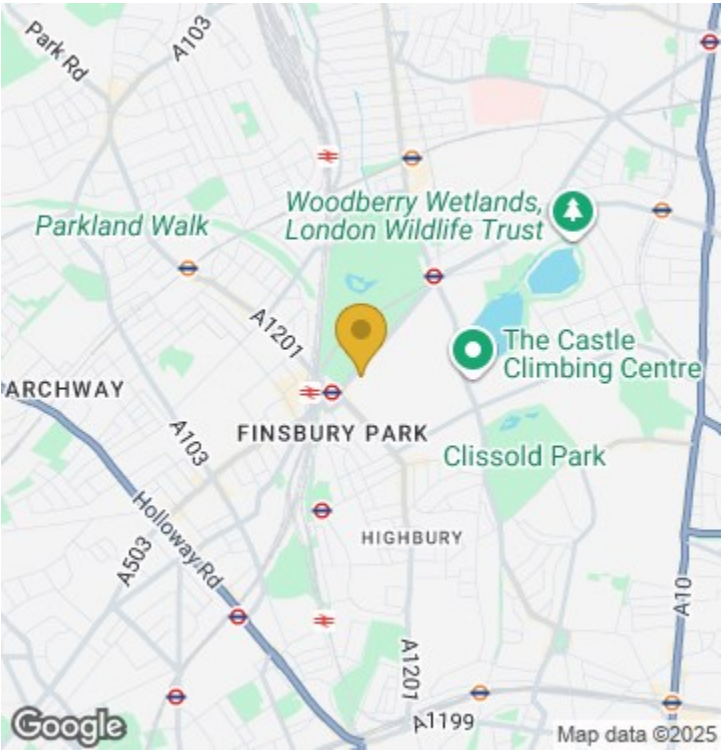 Park Rd
A103
Woodberry Wetlands,
London Wildlife Trust
Parkland Walk
A1201
The Castle
Climbing Centre
ARCHWAY
FINSBURY PARK
A103
Clissold Park
Holloway Rd
HIGHBURY
A503
A10
A1201
A1199
Google
Map data ©2025